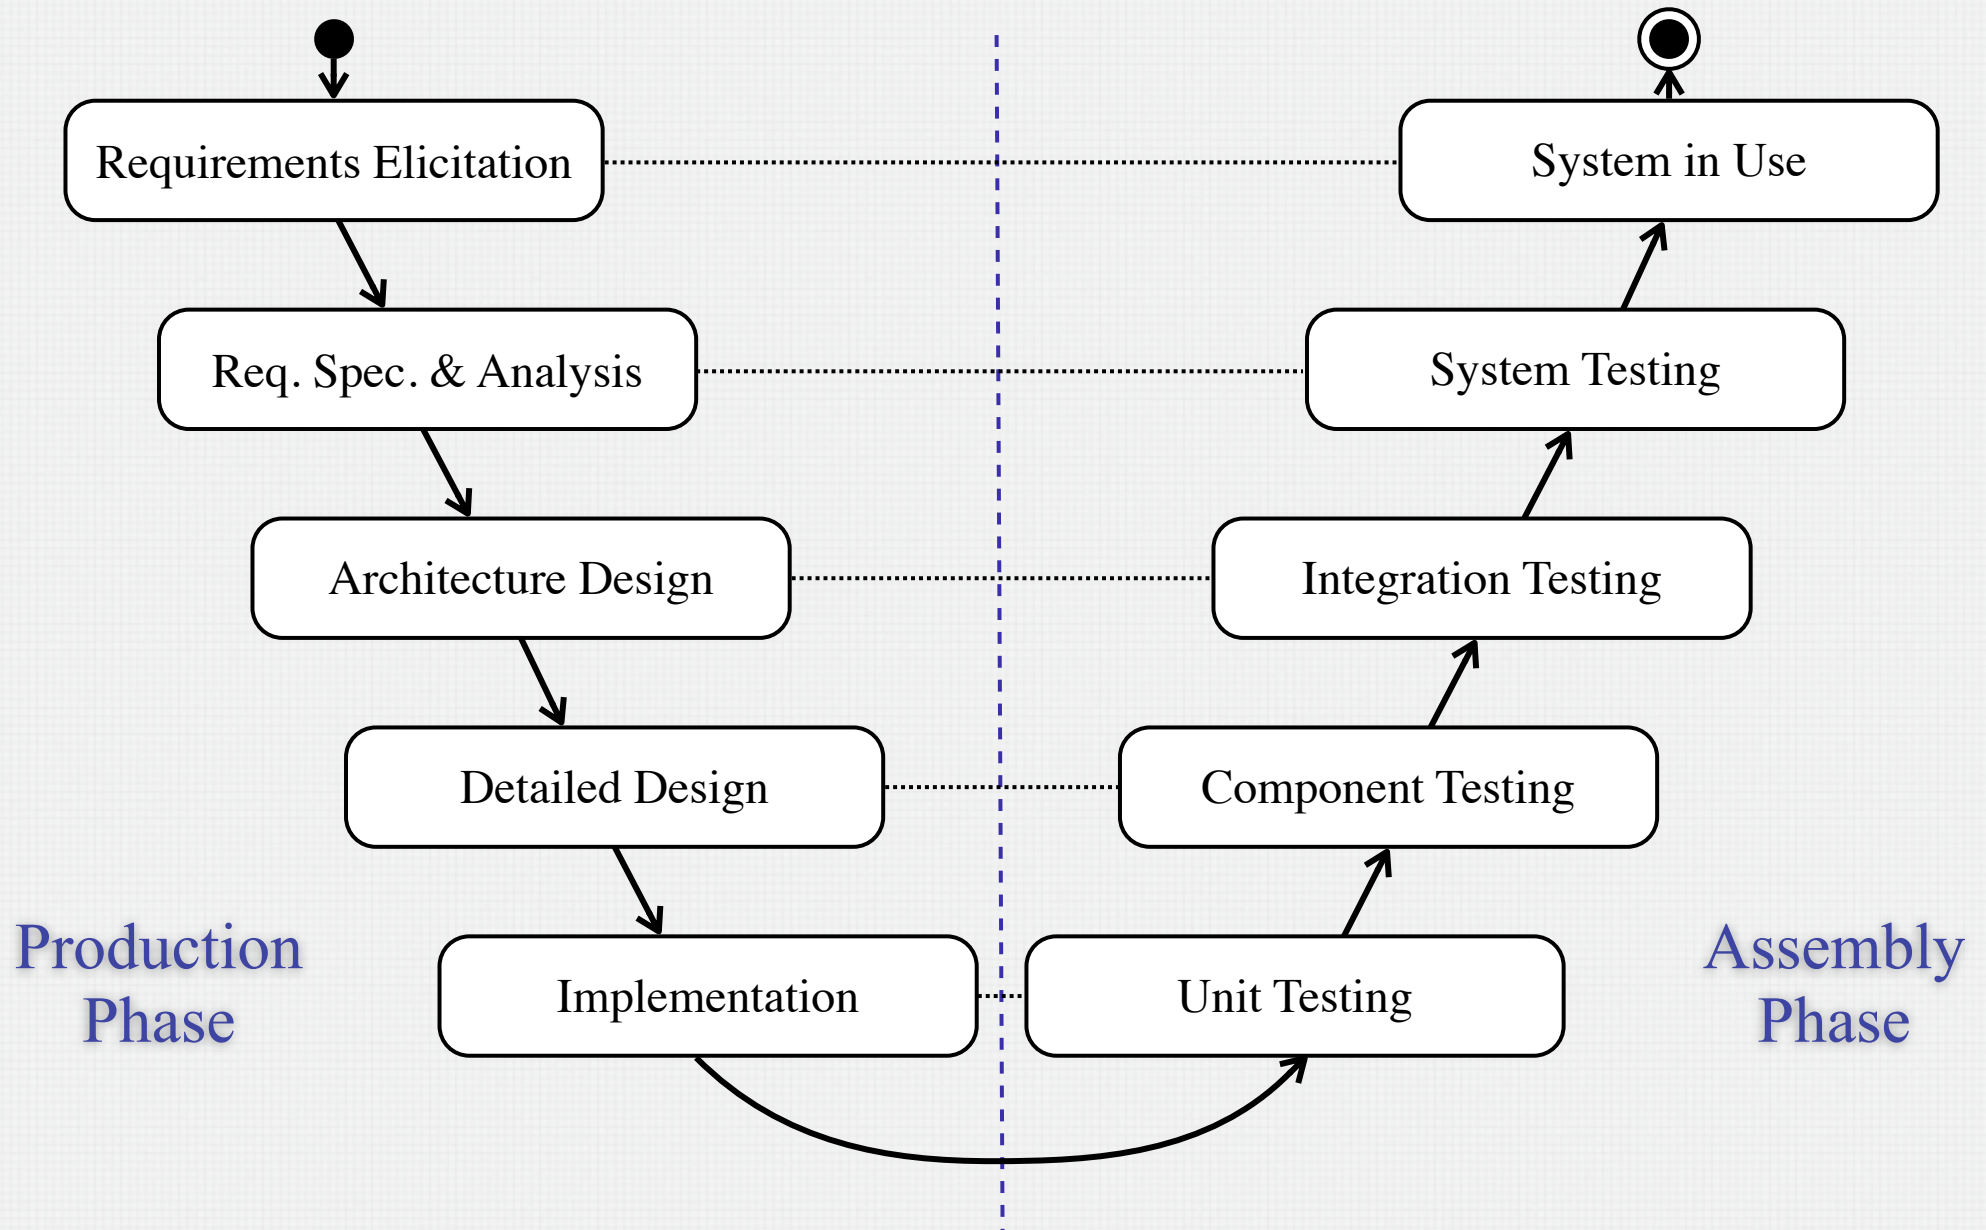 Requirements Elicitation
System in Use
Req. Spec. & Analysis
System Testing
Architecture Design
Integration Testing
Detailed Design
Component Testing
Production
Phase
Implementation
Unit Testing
Assembly
Phase